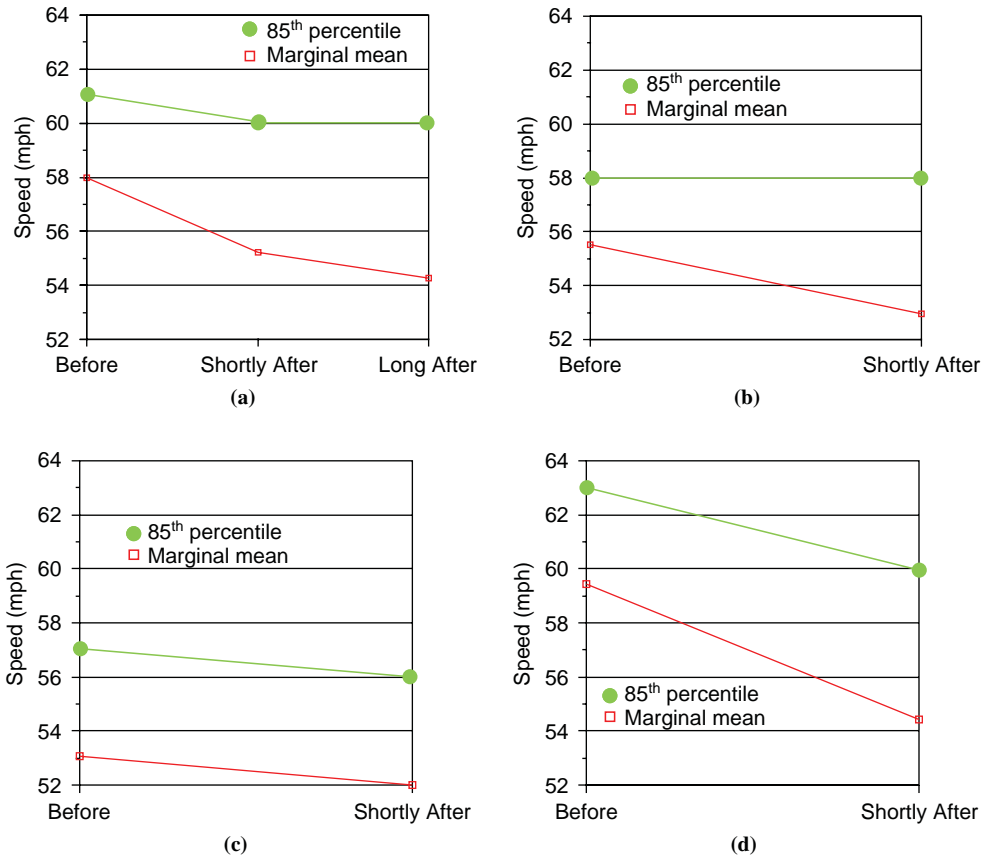 64
62
60
58
56
54
52
Speed (mph)
85th percentile
Marginal mean
Before
Shortly After
Long After
(a)
64
62
60
58
56
54
52
Speed (mph)
85th percentile
Marginal mean
Before
Shortly After
(b)
64
62
60
58
56
54
52
Speed (mph)
85th percentile
Marginal mean
Before
Shortly After
(c)
64
62
60
58
56
54
52
Speed (mph)
85th percentile
Marginal mean
Before
Shortly After
(d)